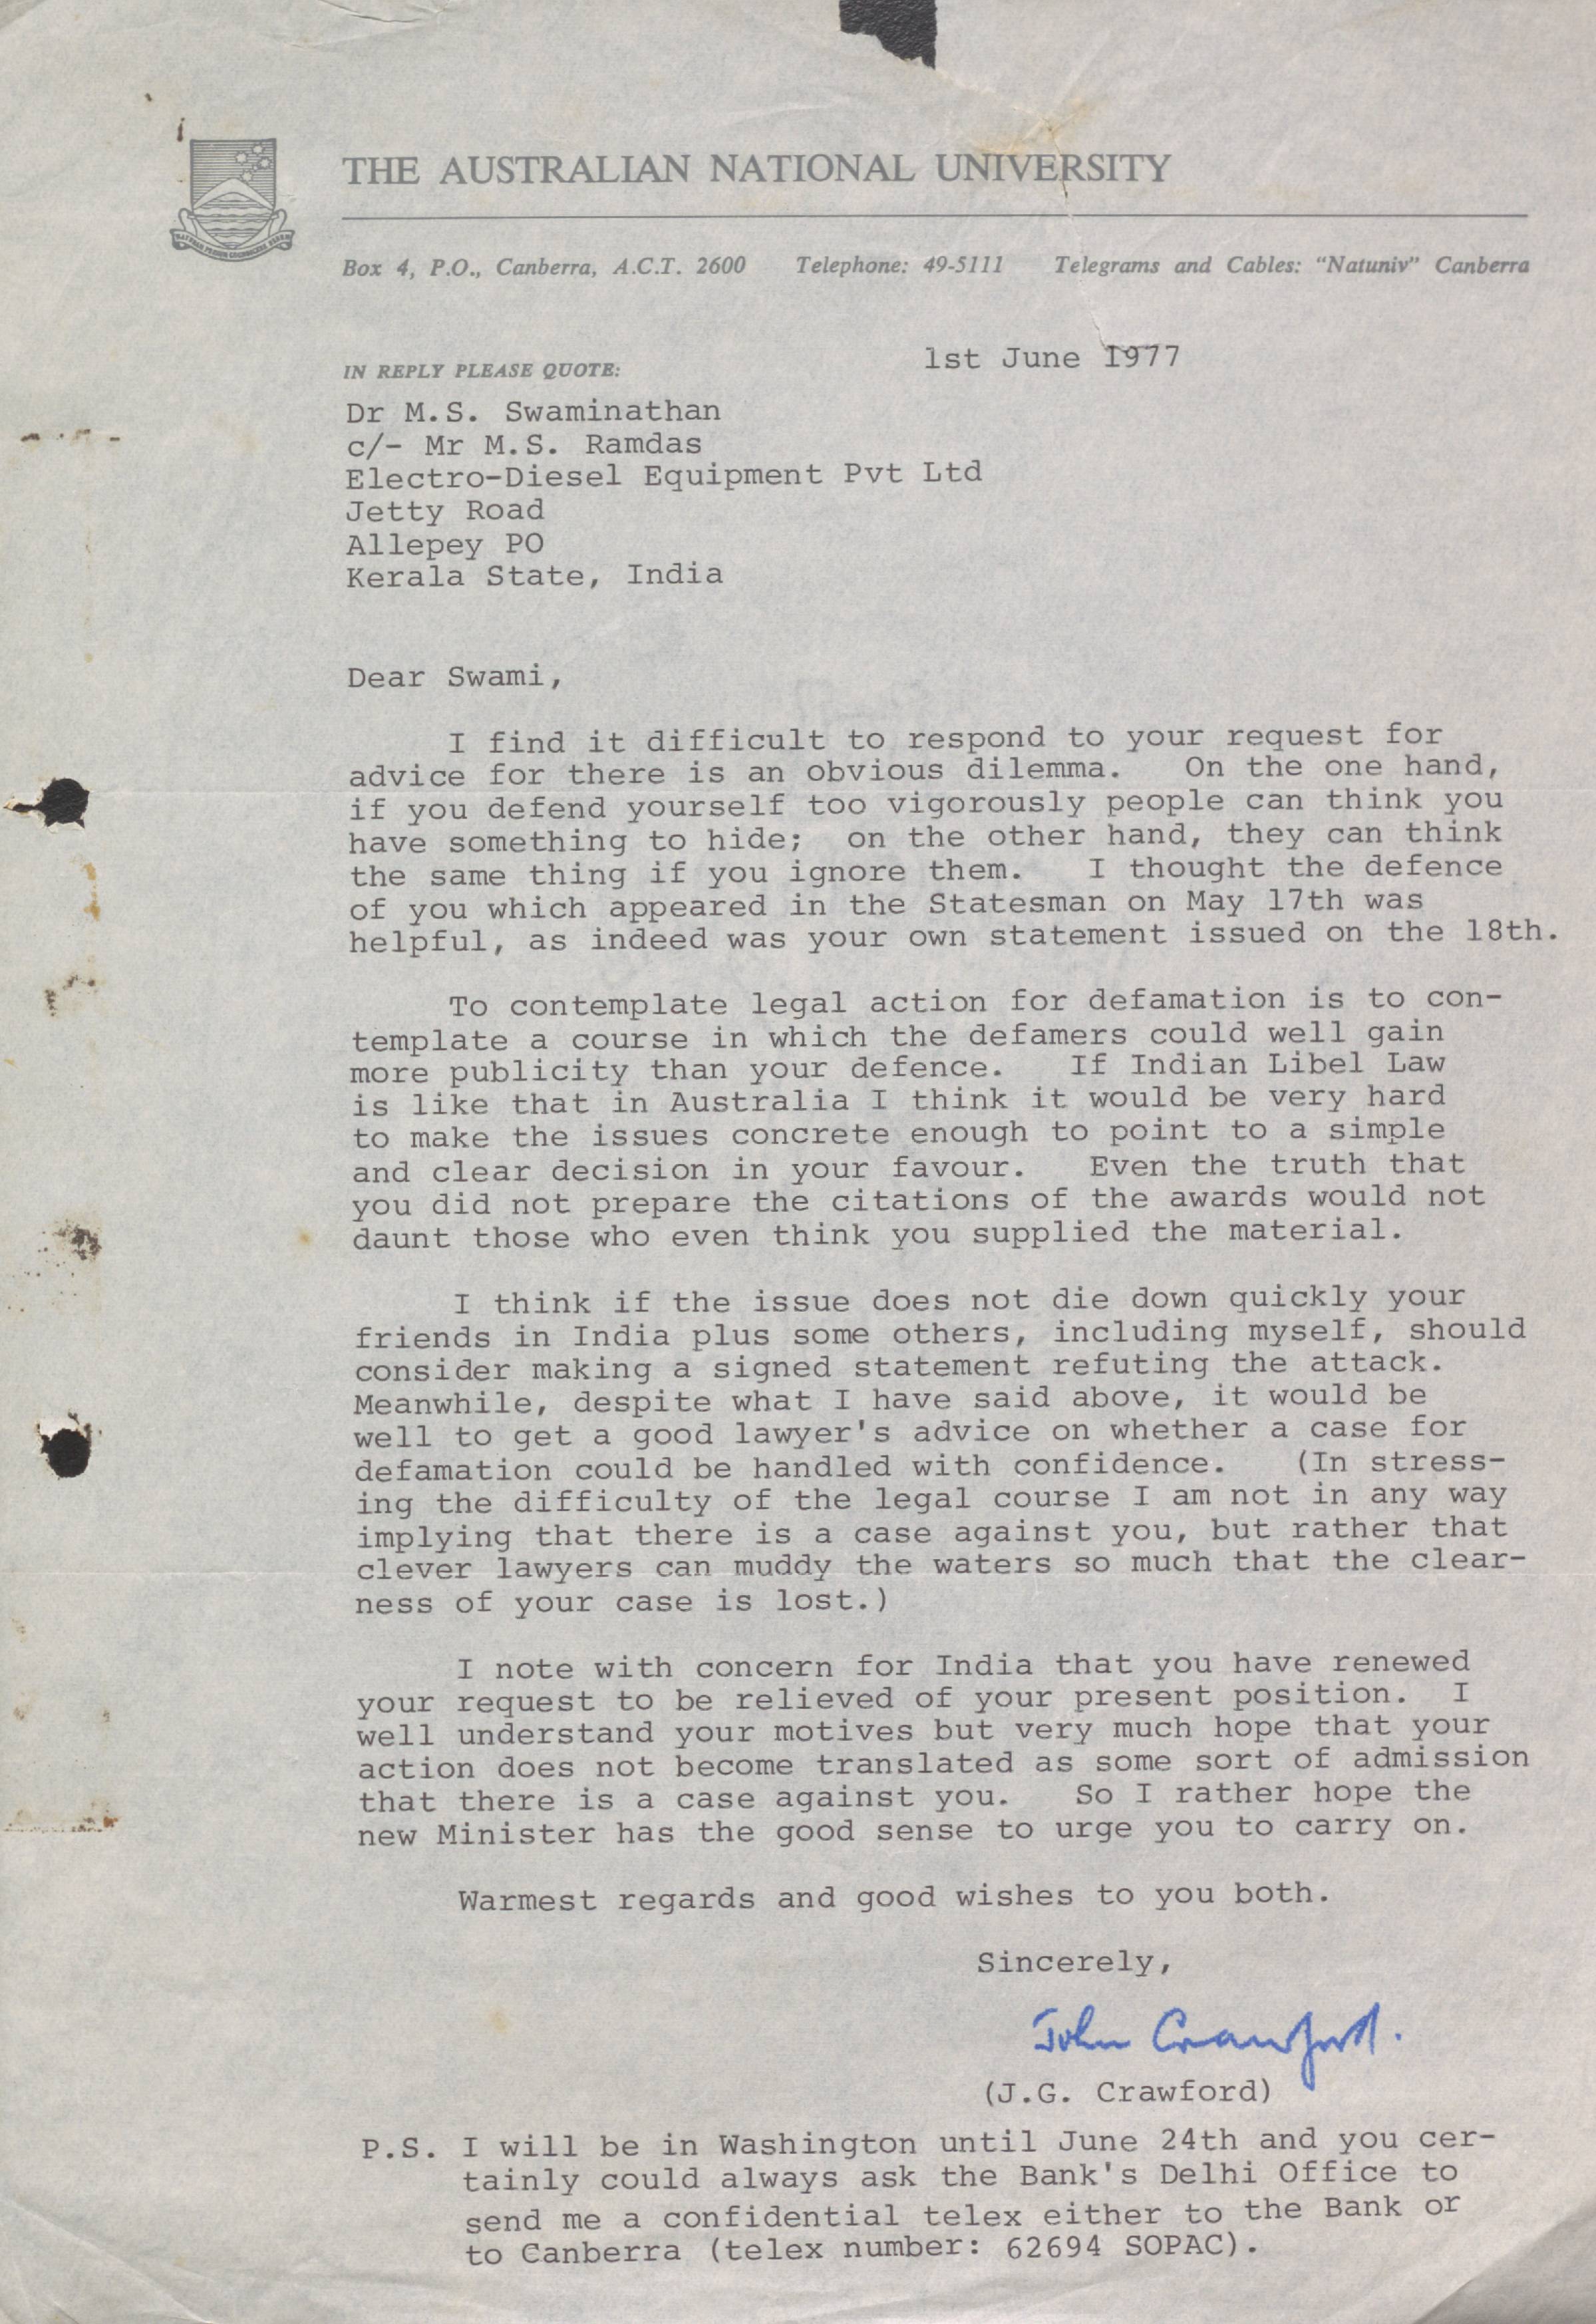 THE AUSTRALIAN NATIONAL UNIVERSITY
Box 4, P.O., Canberra, A.C.T. 2600 Telephone: 49-5111 Telegrams and Cables: "Natuniv" Canberra
1st June 1977
IN REPLY PLEASE QUOTE:
Dr M.S. Swaminathan
c/- Mr M.S. Ramdas
Electro-Diesel Equipment Pvt Ltd
Jetty Road
Allepey PO
Kerala State, India
Dear Swami,
I find it difficult to respond to your request for
advice for there is an obvious dilemma. On the one hand,
if you defend yourself too vigorously people can think you
have something to hide; on the other hand, they can think
the same thing if you ignore them. I thought the defence
of you which appeared in the Statesman on May 17th was
helpful, as indeed was your own statement issued on the 18th.
To contemplate legal action for defamation is to con-
template a course in which the defamers could well gain
more publicity than your defence. If Indian Libel Law
is like that in Australia I think it would be very hard
to make the issues concrete enough to point to a simple
and clear decision in your favour. Even the truth that
you did not prepare the citations of the awards would not
daunt those who even think you supplied the material.
I think if the issue does not die down quickly your
friends in India plus some others, including myself, should
consider making a signed statement refuting the attack.
Meanwhile, despite what I have said above, it would be
well to get a good lawyer's advice on whether a case for
defamation could be handled with confidence. (In stress-
ing the difficulty of the legal course I am not in any way
implying that there is a case against you, but rather that
clever lawyers can muddy the waters so much that the clear-
ness of your case is lost.)
I note with concern for India that you have renewed
your request to be relieved of your present position. I
well understand your motives but very much hope that your
action does not become translated as some sort of admission
that there is a case against you. So I rather hope the
new Minister has the good sense to urge you to carry on.
Warmest regards and good wishes to you both.
Sincerely,
John Crawford.
(J.G. Crawford)
P.S. I will be in Washington until June 24th and you cer-
tainly could always ask the Bank's Delhi Office to
send me a confidential telex either to the Bank or
to Canberra (telex number: 62694 SOPAC).